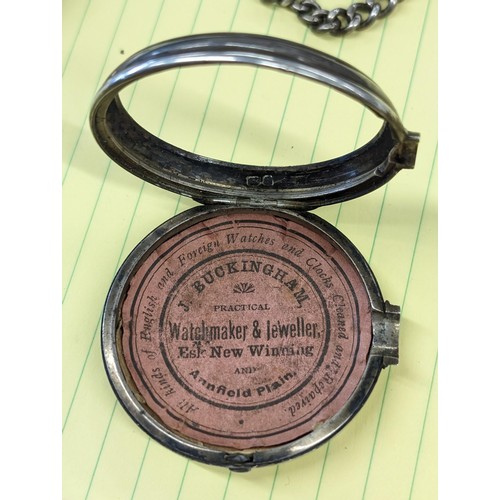 All kinds of English and Foreign Watches and Clocks Cleaned and Repaired.
J. BUCKINGHAM,
PRACTICAL
Watchmaker & Jeweller,
Esk New Winning
AND
Annfield Plain.